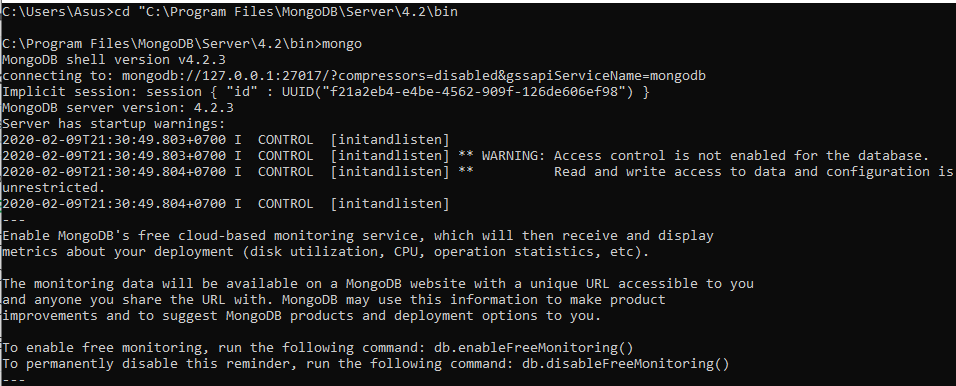 C:\Users\Asus>cd "C:\Program Files\MongoDB\Server\4.2\bin
C:\Program Files\MongoDB\Server\4.2\bin>mongo
MongoDB shell version v4.2.3
connecting to: mongodb://127.0.0.1:27017/?compressors=disabled&gssapiServiceName=mongodb
Implicit session: session { "id" : UUID("f21a2eb4-e4be-4562-909f-126de606ef98") }
MongoDB server version: 4.2.3
Server has startup warnings:
2020-02-09T21:30:49.803+0700 I  CONTROL  [initandlisten]
2020-02-09T21:30:49.803+0700 I  CONTROL  [initandlisten] ** WARNING: Access control is not enabled for the database.
2020-02-09T21:30:49.804+0700 I  CONTROL  [initandlisten] **          Read and write access to data and configuration is
unrestricted.
2020-02-09T21:30:49.804+0700 I  CONTROL  [initandlisten]
---
Enable MongoDB's free cloud-based monitoring service, which will then receive and display
metrics about your deployment (disk utilization, CPU, operation statistics, etc).
The monitoring data will be available on a MongoDB website with a unique URL accessible to you
and anyone you share the URL with. MongoDB may use this information to make product
improvements and to suggest MongoDB products and deployment options to you.
To enable free monitoring, run the following command: db.enableFreeMonitoring()
To permanently disable this reminder, run the following command: db.disableFreeMonitoring()
---